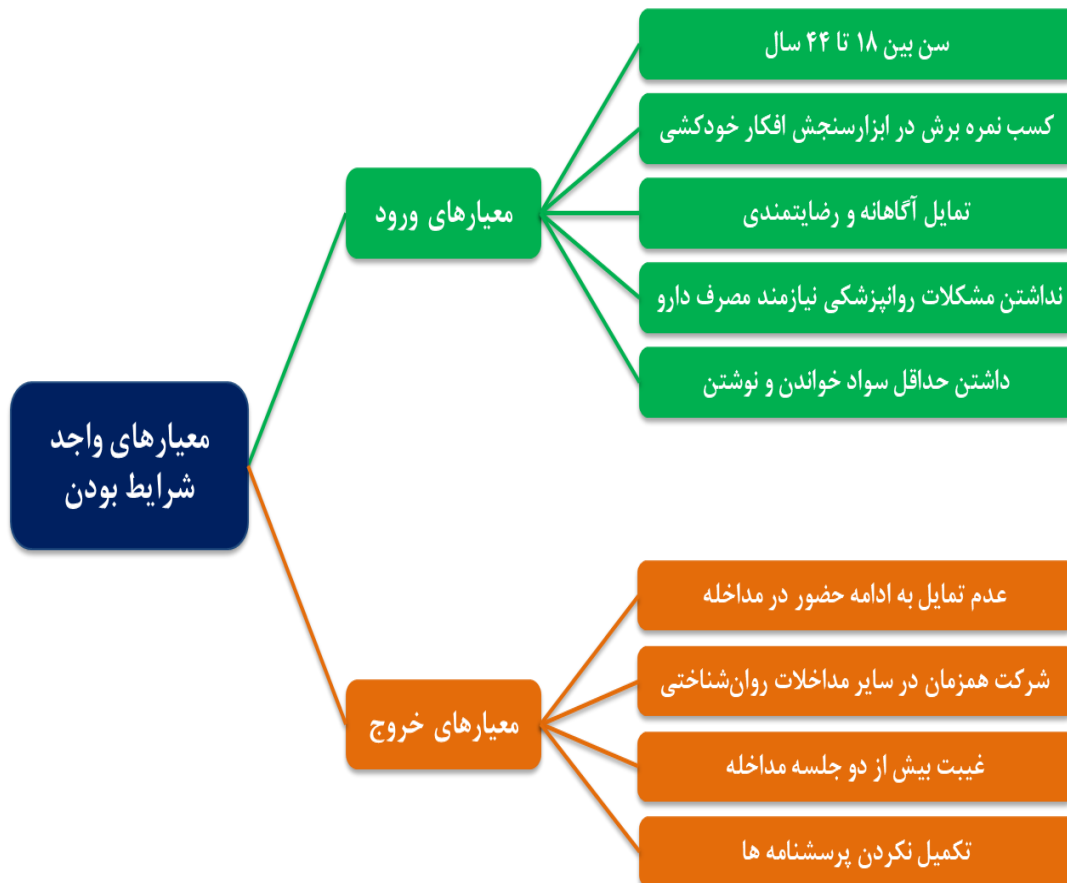 معیارهای واجد
شرایط بودن
معیارهای ورود
سن بین ۱۸ تا ۴۴ سال
کسب نمره برش در ابزارسنجش افکار خودکشی
تمایل آگاهانه و رضایتمندی
نداشتن مشکلات روانپزشکی نیازمند مصرف دارو
داشتن حداقل سواد خواندن و نوشتن
معیارهای خروج
عدم تمایل به ادامه حضور در مداخله
شرکت همزمان در سایر مداخلات روان‌شناختی
غیبت بیش از دو جلسه مداخله
تکمیل نکردن پرسشنامه ها